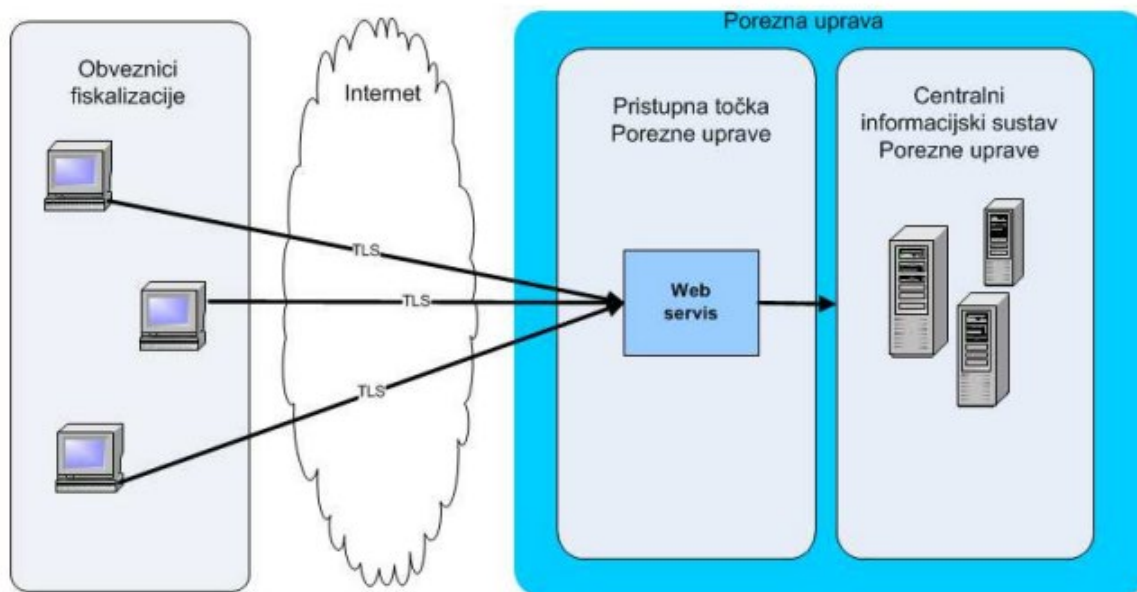 Porezna uprava
Obveznici
fiskalizacije
Internet
Pristupna točka
Porezne uprave
Centralni
informacijski sustav
Porezne uprave
TLS
TLS
TLS
Web
servis